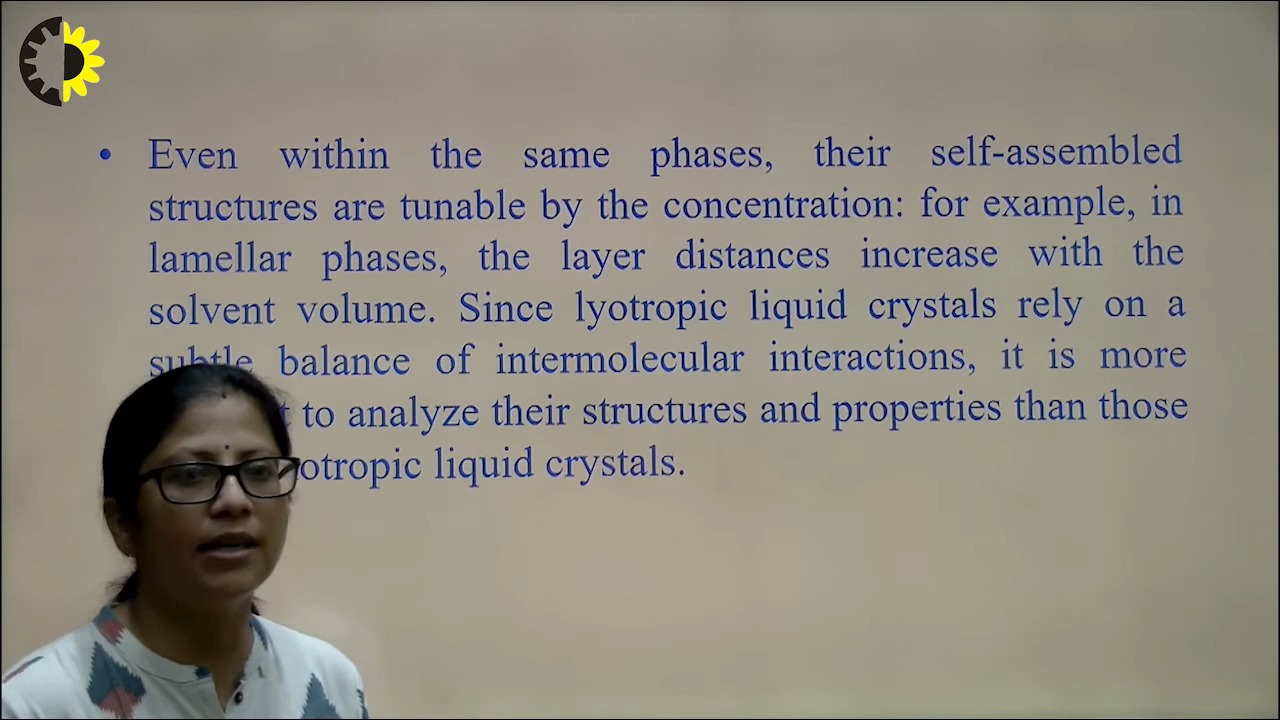 • Even within the same phases, their self-assembled
structures are tunable by the concentration: for example, in
lamellar phases, the layer distances increase with the
solvent volume. Since lyotropic liquid crystals rely on a
subtle balance of intermolecular interactions, it is more
to analyze their structures and properties than those
liquid crystals.